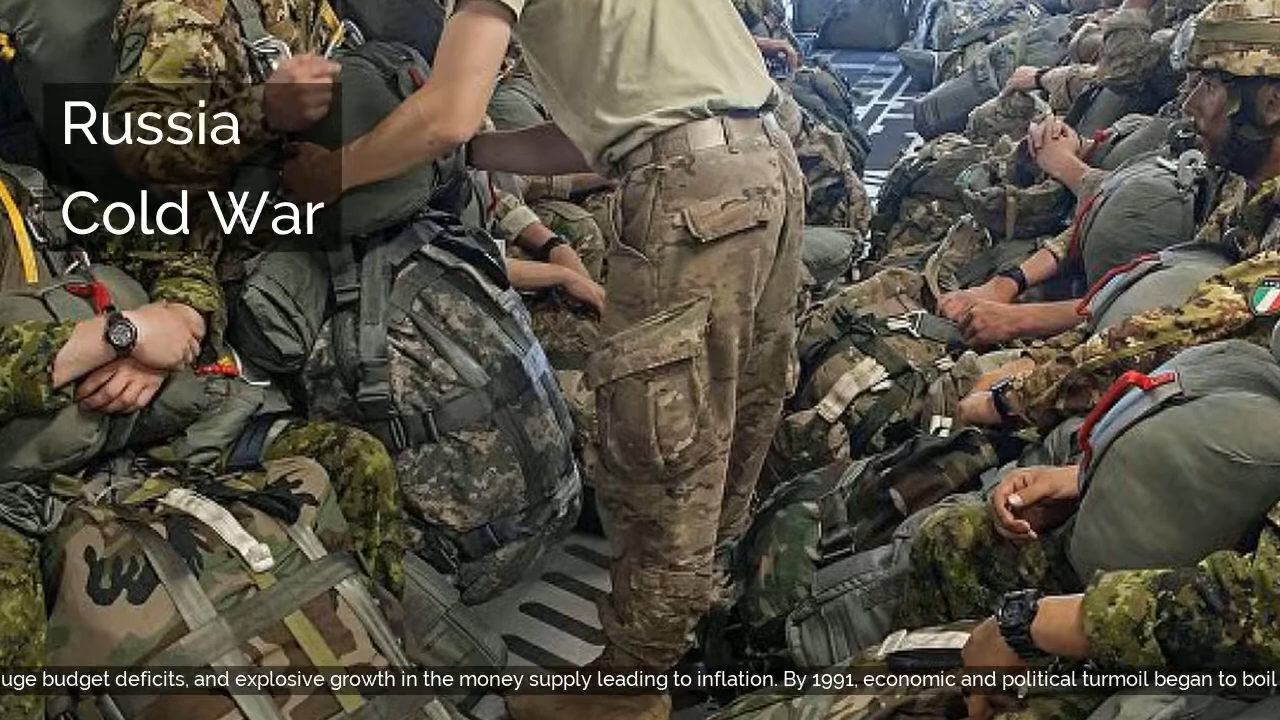 Russia
Cold War
uge budget deficits, and explosive growth in the money supply leading to inflation. By 1991, economic and political turmoil began to boil